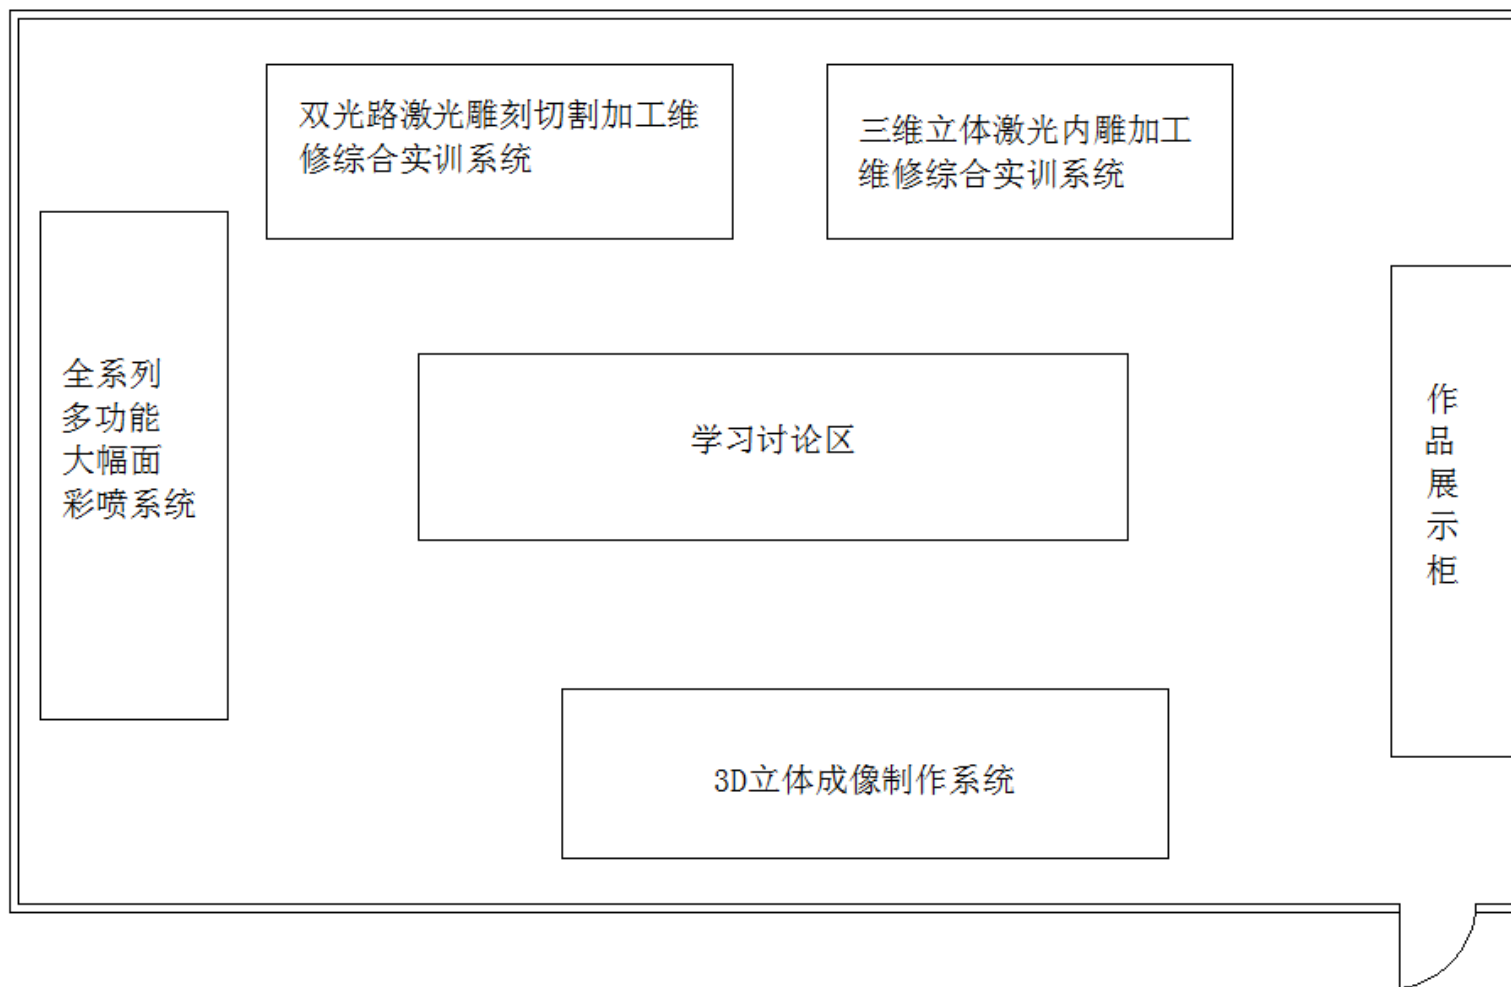 双光路激光雕刻切割加工维
修综合实训系统
三维立体激光内雕加工
维修综合实训系统
全系列
多功能
大幅面
彩喷系统
学习讨论区
作
品
展
示
柜
3D立体成像制作系统